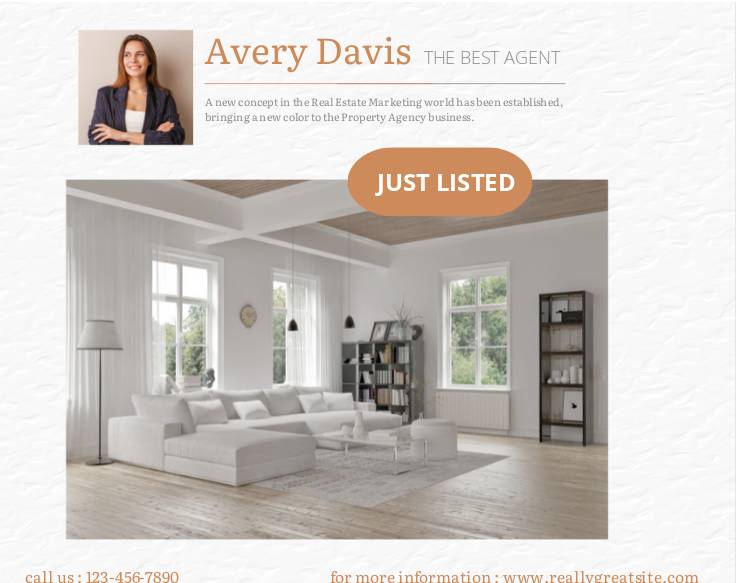 Avery Davis THE BEST AGENT
A new concept in the Real Estate Marketing world has been established,
bringing a new color to the Property Agency business.
JUST LISTED
call us : 123-456-7890
for more information : www.reallygreatsite.com